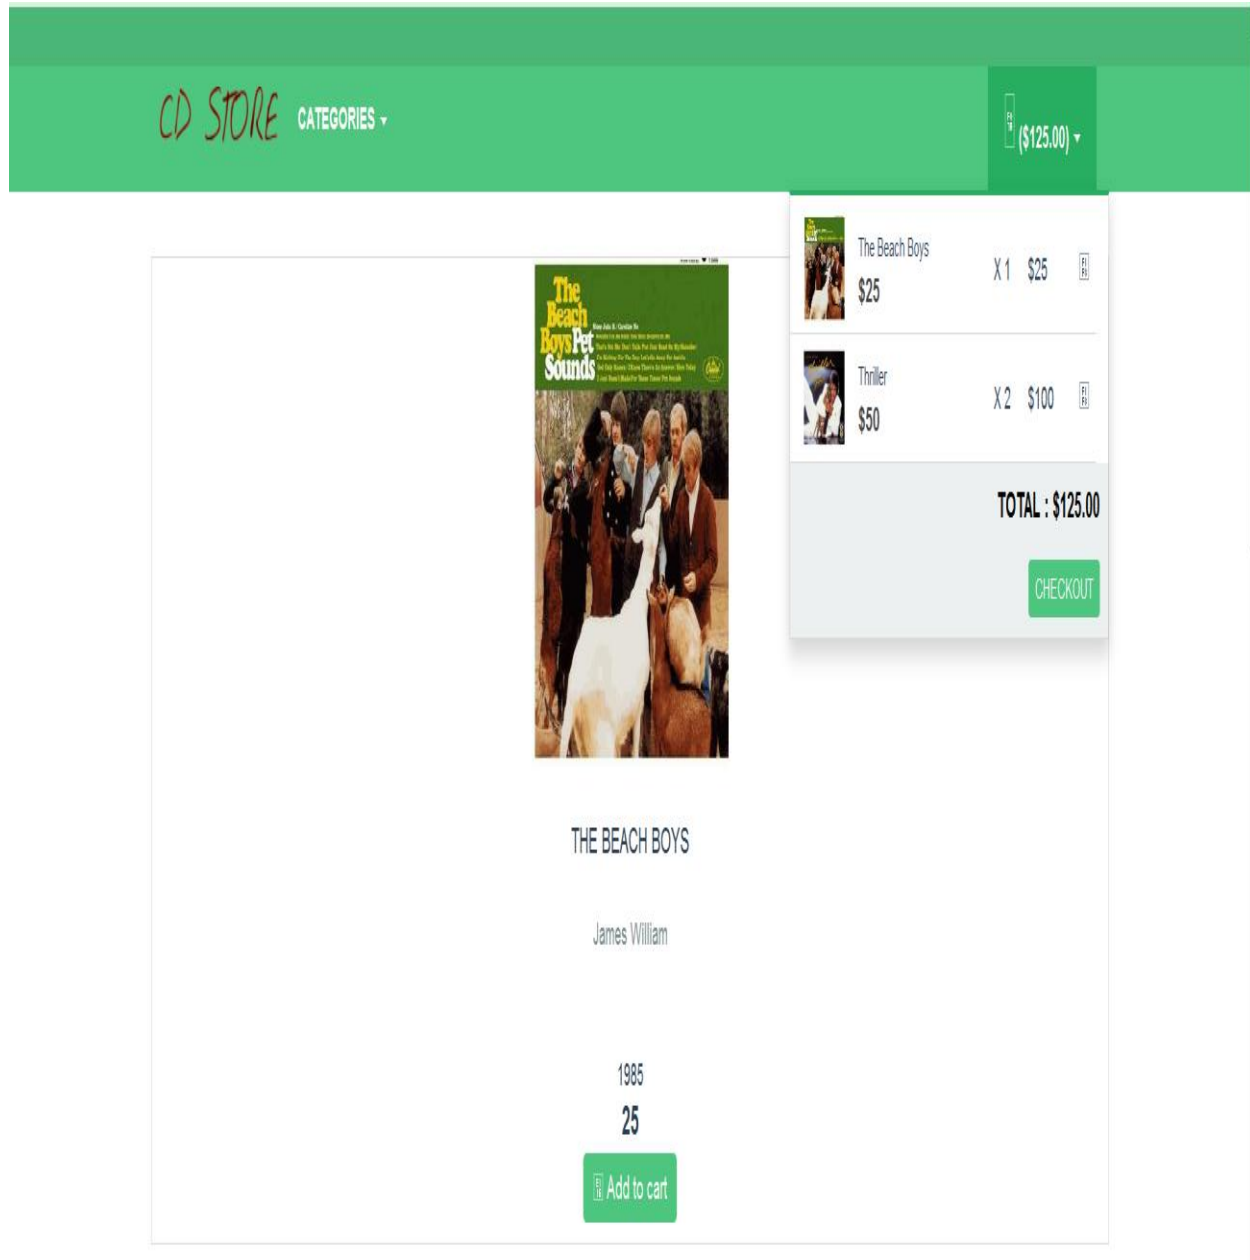 CD STORE CATEGORIES
($125.00)
The Beach Boys
$25
X 1 $25
Thriller
$50
X 2 $100
TOTAL : $125.00
CHECKOUT
The
Beach
Boys Pet
Sounds
THE BEACH BOYS
James William
1985
25
Add to cart